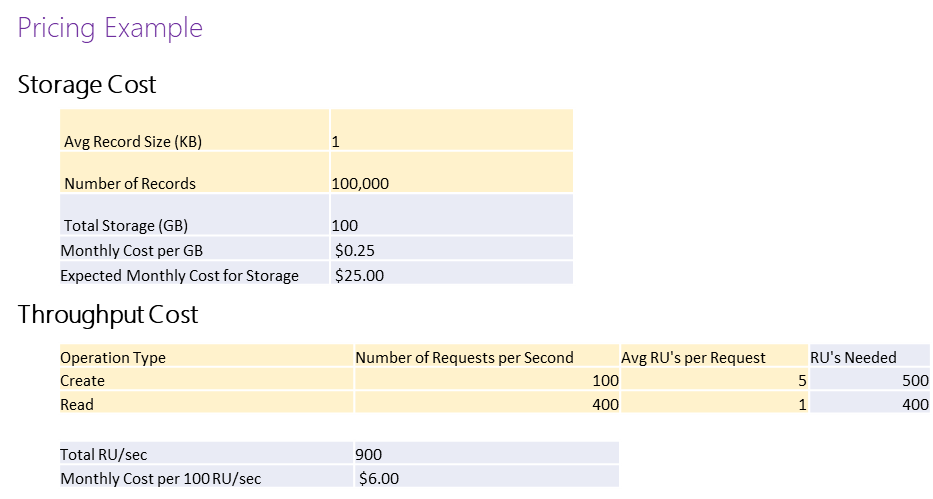 Pricing Example
Storage Cost
Avg Record Size (KB) 1
Number of Records 100,000
Total Storage (GB) 100
Monthly Cost per GB $0.25
Expected Monthly Cost for Storage $25.00
Throughput Cost
Operation Type Number of Requests per Second Avg RU's per Request RU's Needed
Create 100 5 500
Read 400 1 400
Total RU/sec 900
Monthly Cost per 100 RU/sec $6.00